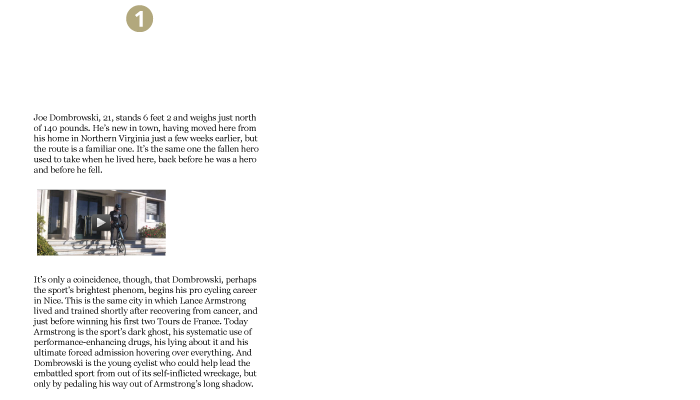 1
Joe Dombrowski, 21, stands 6 feet 2 and weighs just north
of 140 pounds. He's new in town, having moved here from
his home in Northern Virginia just a few weeks earlier, but
the route is a familiar one. It's the same one the fallen hero
used to take when he lived here, back before he was a hero
and before he fell.
It's only a coincidence, though, that Dombrowski, perhaps
the sport's brightest phenom, begins his pro cycling career
in Nice. This is the same city in which Lance Armstrong
lived and trained shortly after recovering from cancer, and
just before winning his first two Tours de France. Today
Armstrong is the sport's dark ghost, his systematic use of
performance-enhancing drugs, his lying about it and his
ultimate forced admission hovering over everything. And
Dombrowski is the young cyclist who could help lead the
embattled sport from out of its self-inflicted wreckage, but
only by pedaling his way out of Armstrong's long shadow.